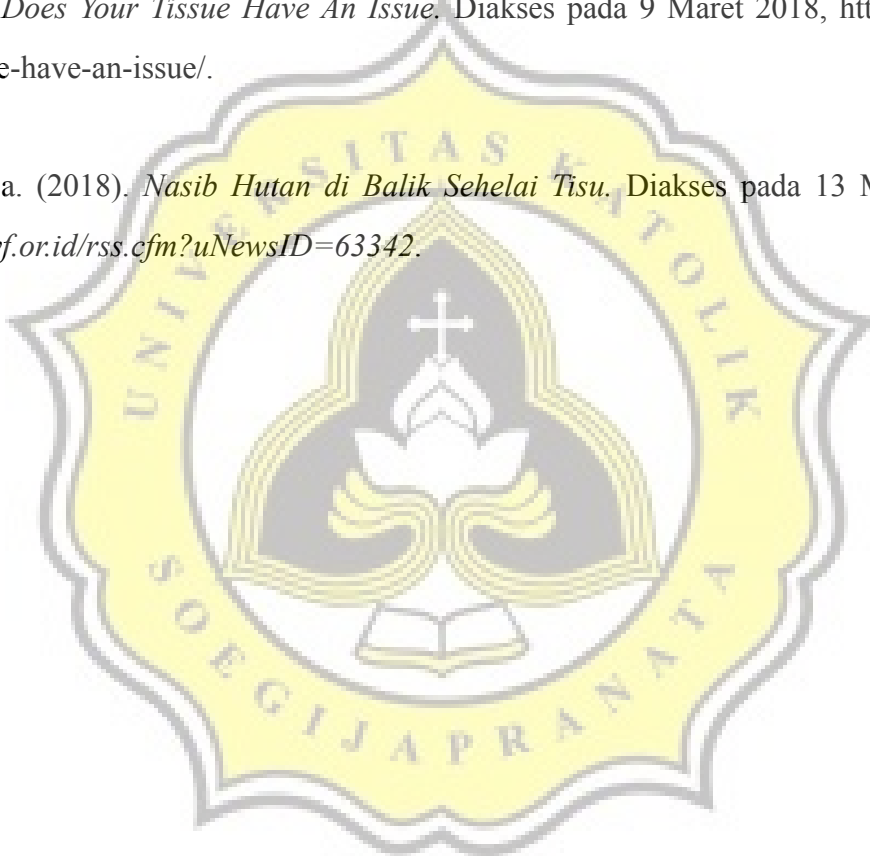 Does Your Tissue Have An Issue. Diakses pada 9 Maret 2018, htt
e-have-an-issue/.
UNIVERSITAS KATOLIK
a. (2018). Nasib Hutan di Balik Sehelai Tisu. Diakses pada 13 M
f.or.id/rss.cfm?uNewsID=63342.
SOEGIJAPRANATA